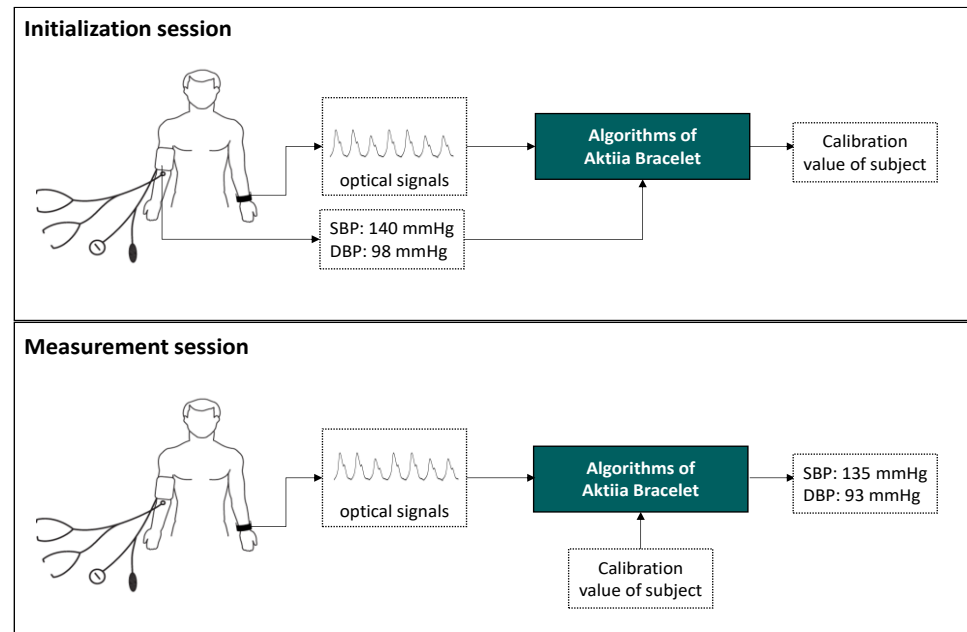 Initialization session
optical signals
SBP: 140 mmHg
DBP: 98 mmHg
Algorithms of
Aktiia Bracelet
Calibration
value of subject
Measurement session
optical signals
Algorithms of
Aktiia Bracelet
Calibration
value of subject
SBP: 135 mmHg
DBP: 93 mmHg